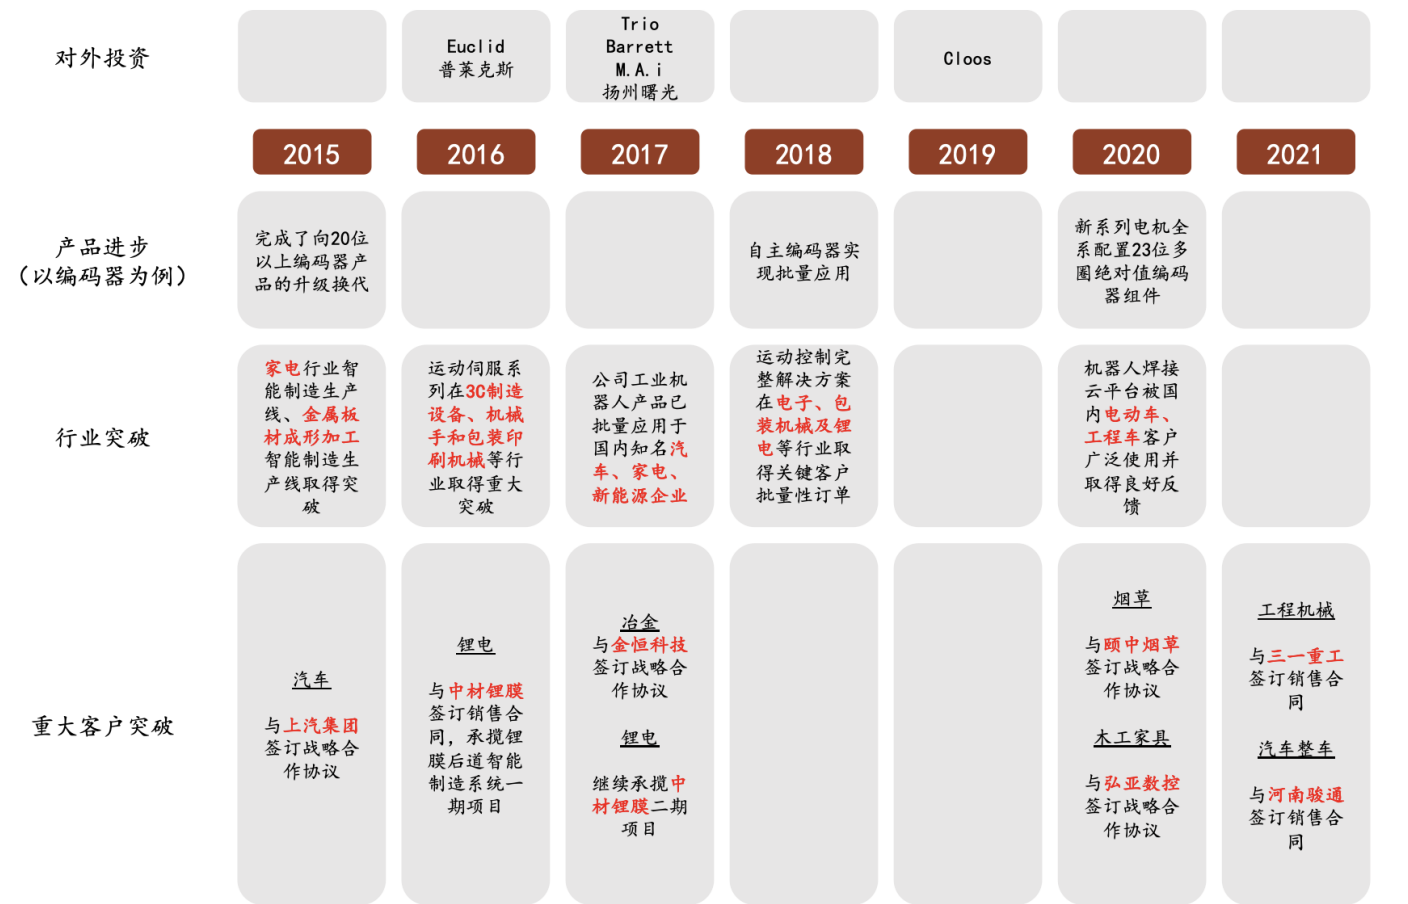 对外投资
Euclid
普莱克斯
Trio
Barrett
M.A.i
扬州曙光
Cloos
2015
2016
2017
2018
2019
2020
2021
产品进步
（以编码器为例）
完成了向20位
以上编码器产
品的升级换代
自主编码器实
现批量应用
新系列电机全
系配置23位多
圈绝对值编码
器组件
行业突破
家电行业智
能制造生产
线、金属板
材成形加工
智能制造生
产线取得突
破
运动伺服系
列在3C制造
设备、机械
手和包装印
刷机械等行
业取得重大
突破
公司工业机
器人产品已
批量应用于
国内知名汽
车、家电、
新能源企业
运动控制完
整解决方案
在电子、包
装机械及锂
电等行业取
得关键客户
批量性订单
机器人焊接
云平台被国
内电动车、
工程车客户
广泛使用并
取得良好反
馈
重大客户突破
汽车
与上汽集团
签订战略合
作协议
锂电
与中材锂膜
签订销售合
同，承揽锂
膜后道智能
制造系统一
期项目
冶金
与金恒科技
签订战略合
作协议
锂电
继续承揽中
材锂膜二期
项目
烟草
与颐中烟草
签订战略合
作协议
木工家具
与弘亚数控
签订战略合
作协议
工程机械
与三一重工
签订销售合
同
汽车整车
与河南骏通
签订销售合
同